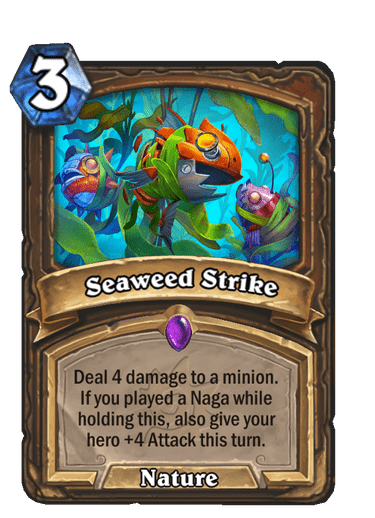 3
Seaweed Strike
Deal 4 damage to a minion.
If you played a Naga while
holding this, also give your
hero +4 Attack this turn.
Nature